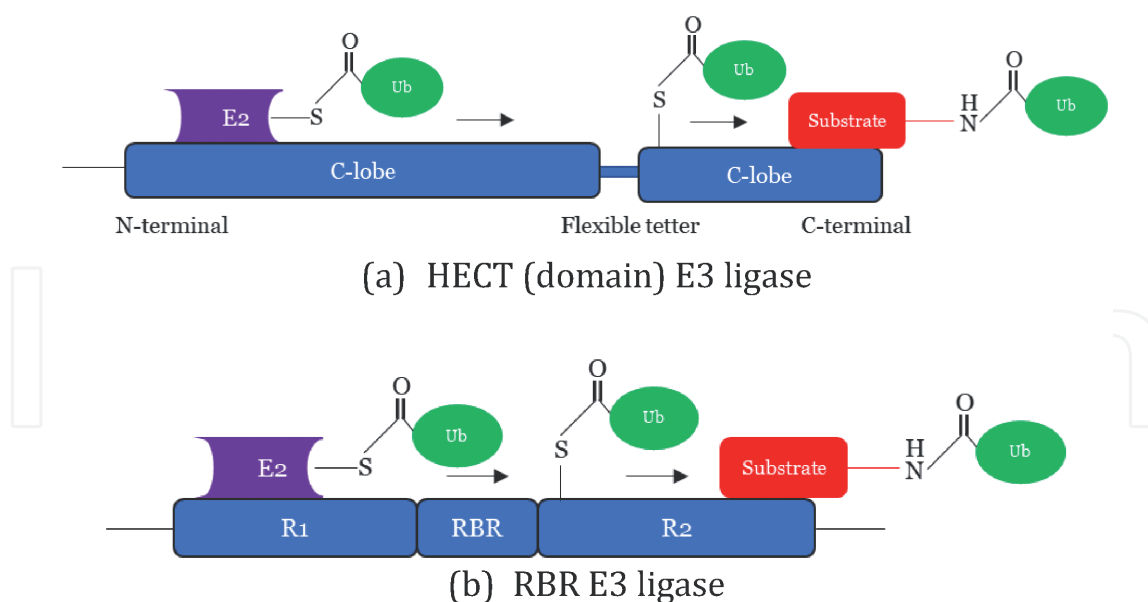 O
O
O
E2
S
Ub
S
Ub
Substrate
H
N
Ub
C-lobe
C-lobe
N-terminal
Flexible tetter
C-terminal
(a) HECT (domain) E3 ligase
O
O
O
E2
S
Ub
S
Ub
Substrate
H
N
Ub
R1
RBR
R2
(b) RBR E3 ligase